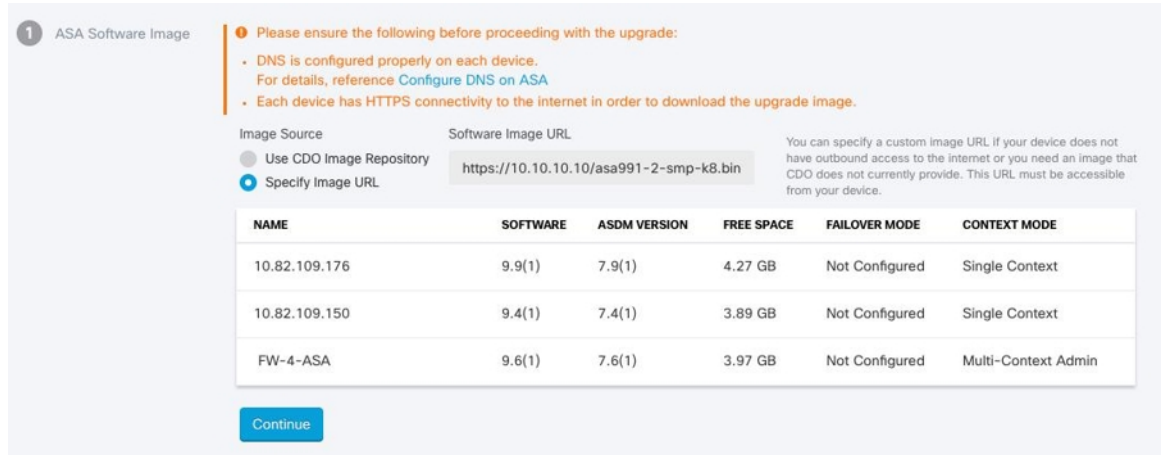 1 ASA Software Image
! Please ensure the following before proceeding with the upgrade:
• DNS is configured properly on each device.
For details, reference Configure DNS on ASA
• Each device has HTTPS connectivity to the internet in order to download the upgrade image.
Image Source
Use CDO Image Repository
Specify Image URL
Software Image URL
https://10.10.10.10/asa991-2-smp-k8.bin
You can specify a custom image URL if your device does not
have outbound access to the internet or you need an image that
CDO does not currently provide. This URL must be accessible
from your device.
NAME SOFTWARE ASDM VERSION FREE SPACE FAILOVER MODE CONTEXT MODE
10.82.109.176 9.9(1) 7.9(1) 4.27 GB Not Configured Single Context
10.82.109.150 9.4(1) 7.4(1) 3.89 GB Not Configured Single Context
FW-4-ASA 9.6(1) 7.6(1) 3.97 GB Not Configured Multi-Context Admin
Continue